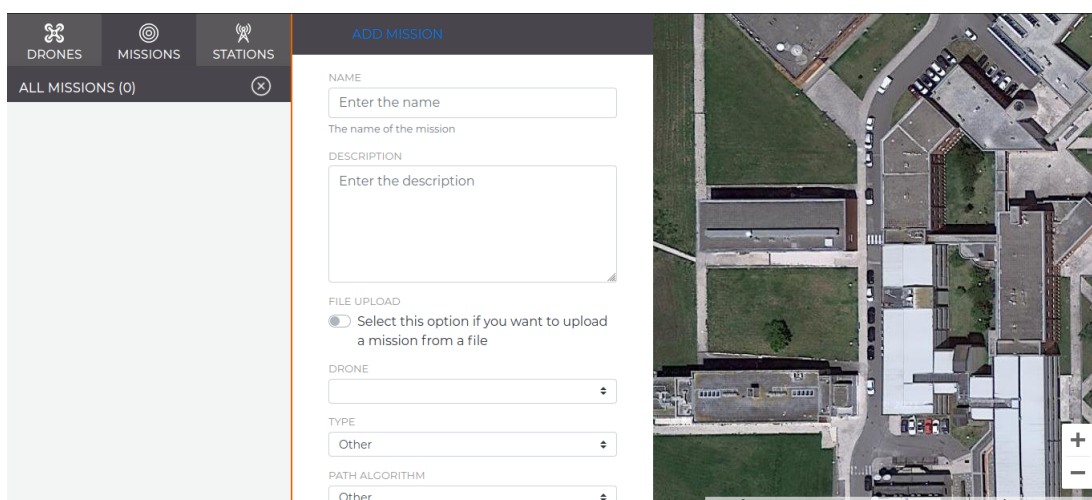 DRONES
MISSIONS
STATIONS
ALL MISSIONS (0)
ADD MISSION
NAME
Enter the name
The name of the mission
DESCRIPTION
Enter the description
FILE UPLOAD
Select this option if you want to upload
a mission from a file
DRONE
TYPE
Other
PATH ALGORITHM
Other
+
−